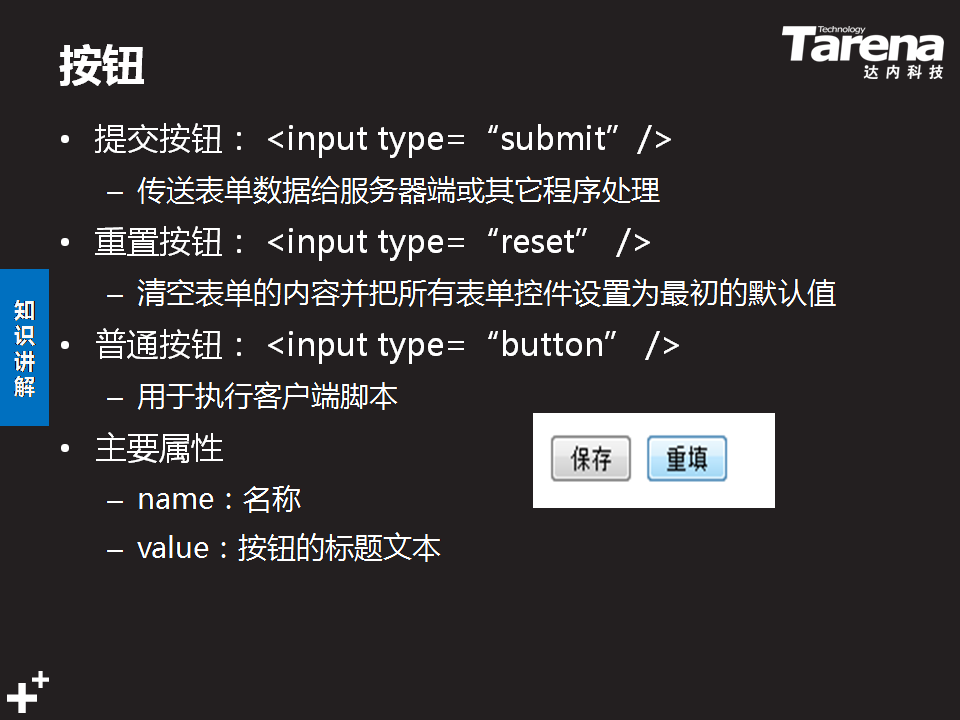 按钮
Technology
Tarena
达内科技
• 提交按钮： <input type=“submit”/>
– 传送表单数据给服务器端或其它程序处理
• 重置按钮： <input type=“reset” />
– 清空表单的内容并把所有表单控件设置为最初的默认值
• 普通按钮： <input type=“button” />
– 用于执行客户端脚本
• 主要属性
– name：名称
– value：按钮的标题文本
保存 重填
知识讲解